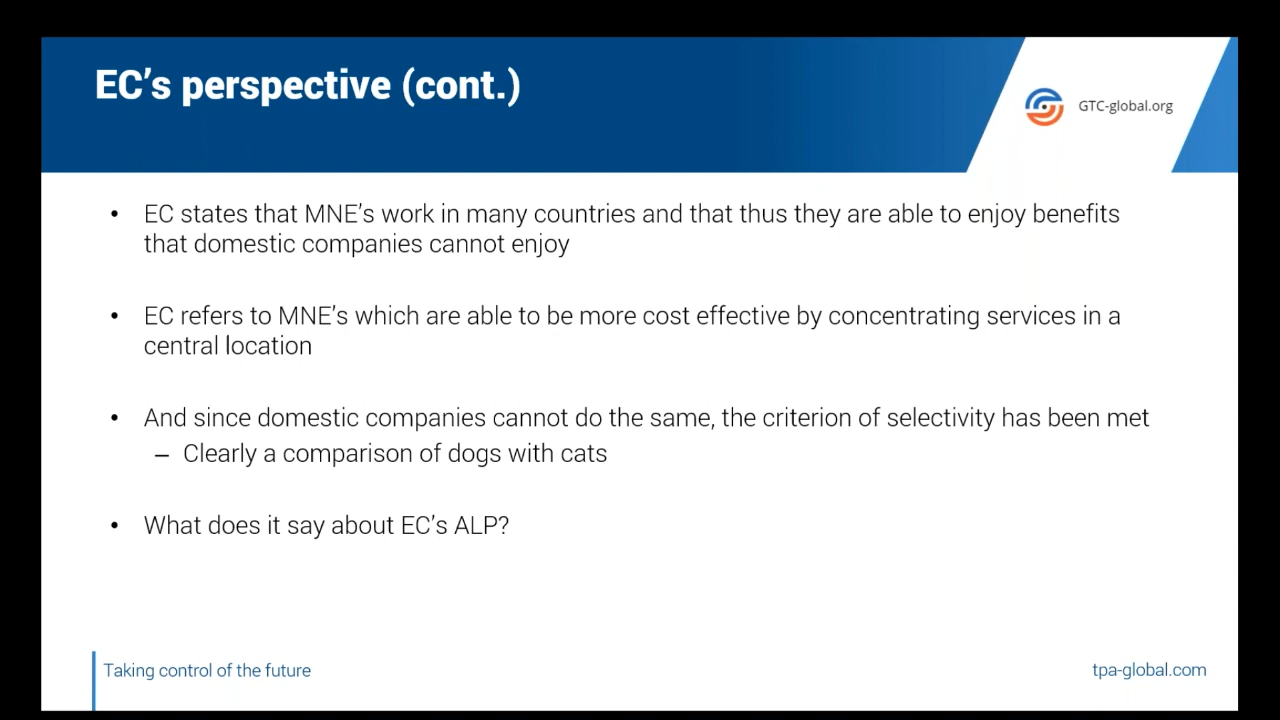 EC's perspective (cont.)
GTC-global.org
• EC states that MNE's work in many countries and that thus they are able to enjoy benefits
that domestic companies cannot enjoy
• EC refers to MNE's which are able to be more cost effective by concentrating services in a
central location
• And since domestic companies cannot do the same, the criterion of selectivity has been met
– Clearly a comparison of dogs with cats
• What does it say about EC's ALP?
Taking control of the future
tpa-global.com